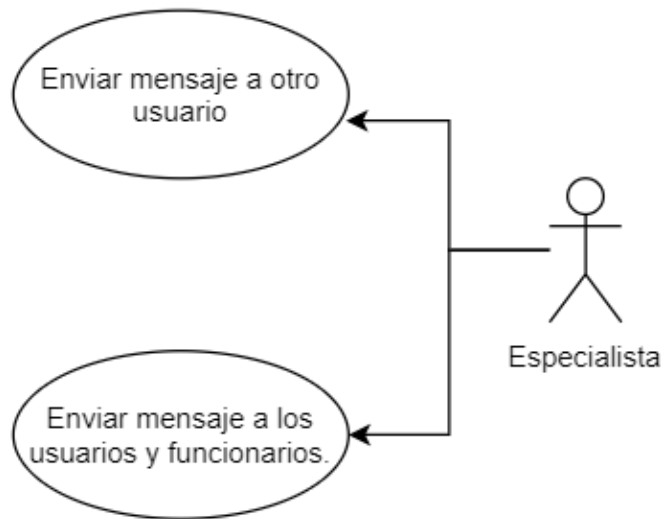 Enviar mensaje a otro
usuario
Especialista
Enviar mensaje a los
usuarios y funcionarios.